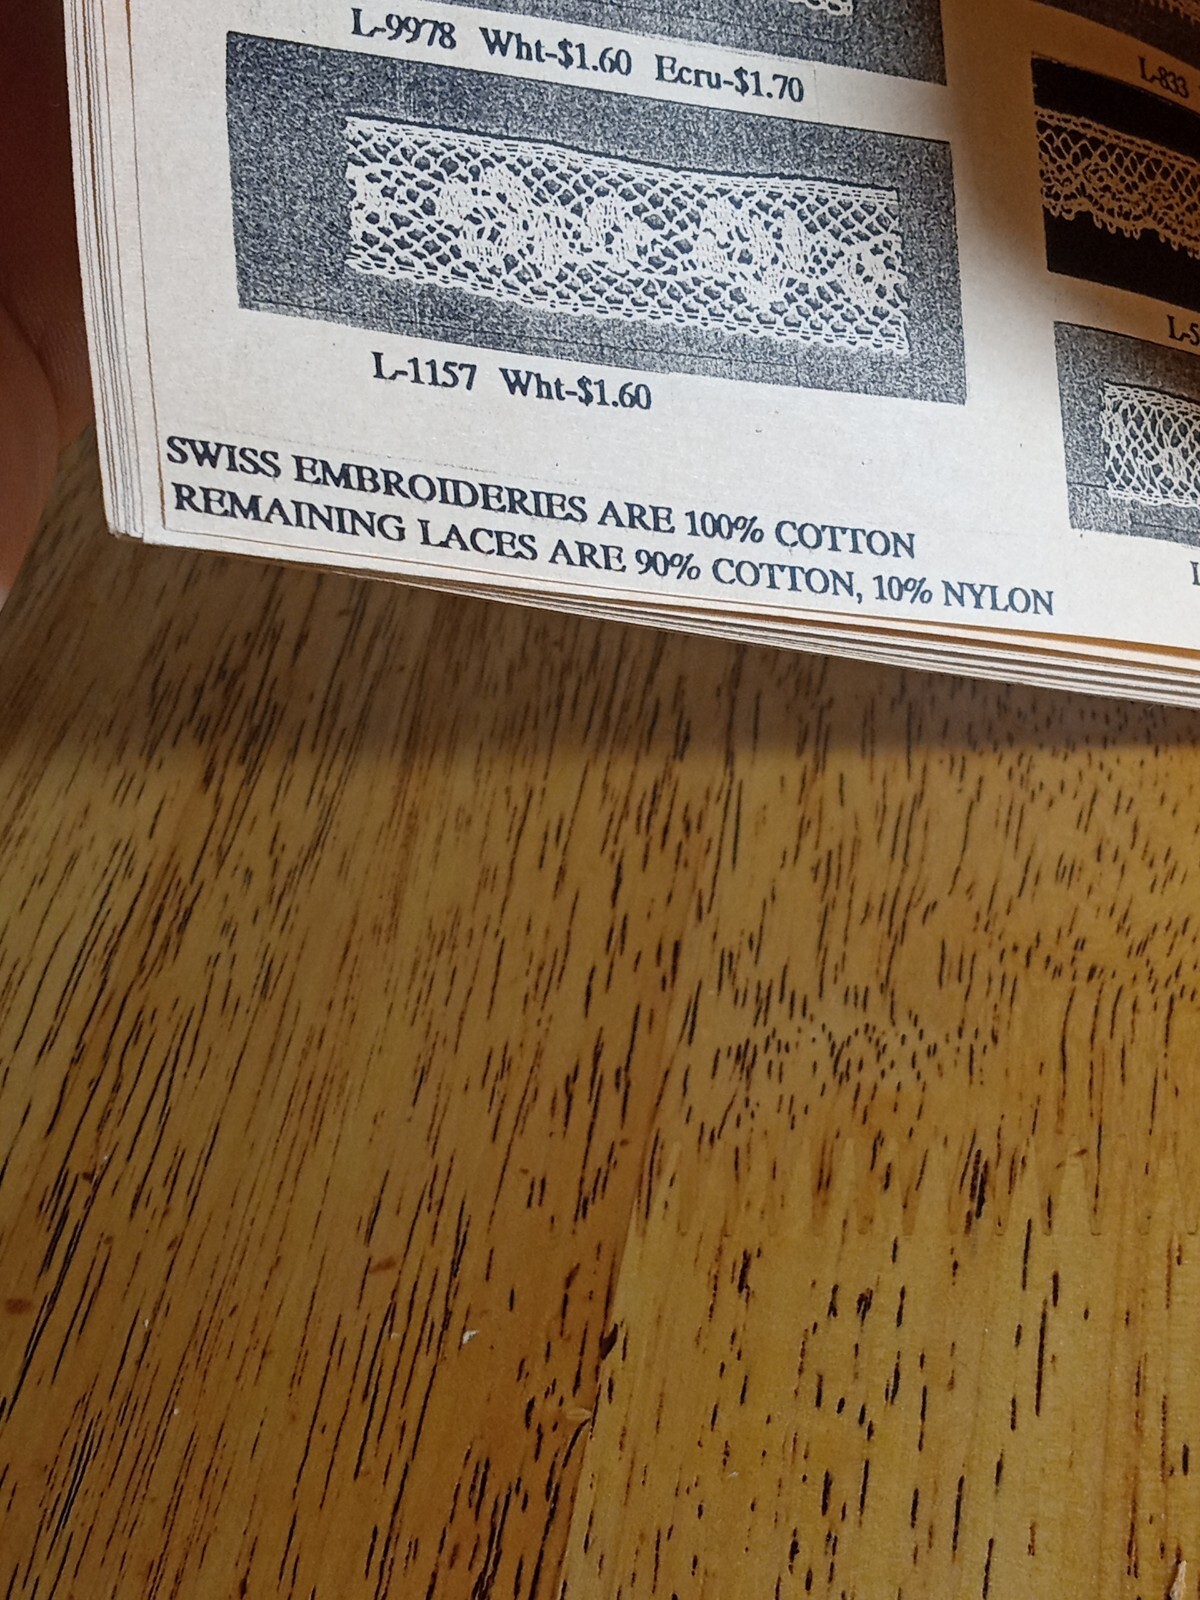 L-9978 Wht-$1.60 Ecru-$1.70
L-1157 Wht-$1.60
SWISS EMBROIDERIES ARE 100% COTTON
REMAINING LACES ARE 90% COTTON, 10% NYLON
L-833